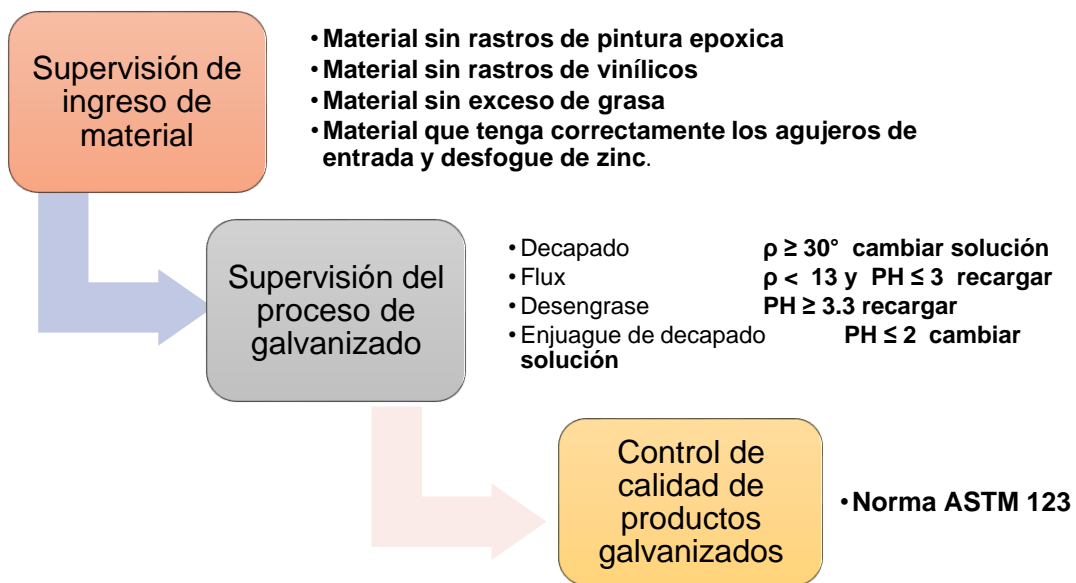 Supervisión de
ingreso de
material
• Material sin rastros de pintura epoxica
• Material sin rastros de vinílicos
• Material sin exceso de grasa
• Material que tenga correctamente los agujeros de
entrada y desfogue de zinc.
Supervisión del
proceso de
galvanizado
• Decapado ρ ≥ 30° cambiar solución
• Flux ρ < 13 y PH ≤ 3 recargar
• Desengrase PH ≥ 3.3 recargar
• Enjuague de decapado PH ≤ 2 cambiar
solución
Control de
calidad de
productos
galvanizados
• Norma ASTM 123